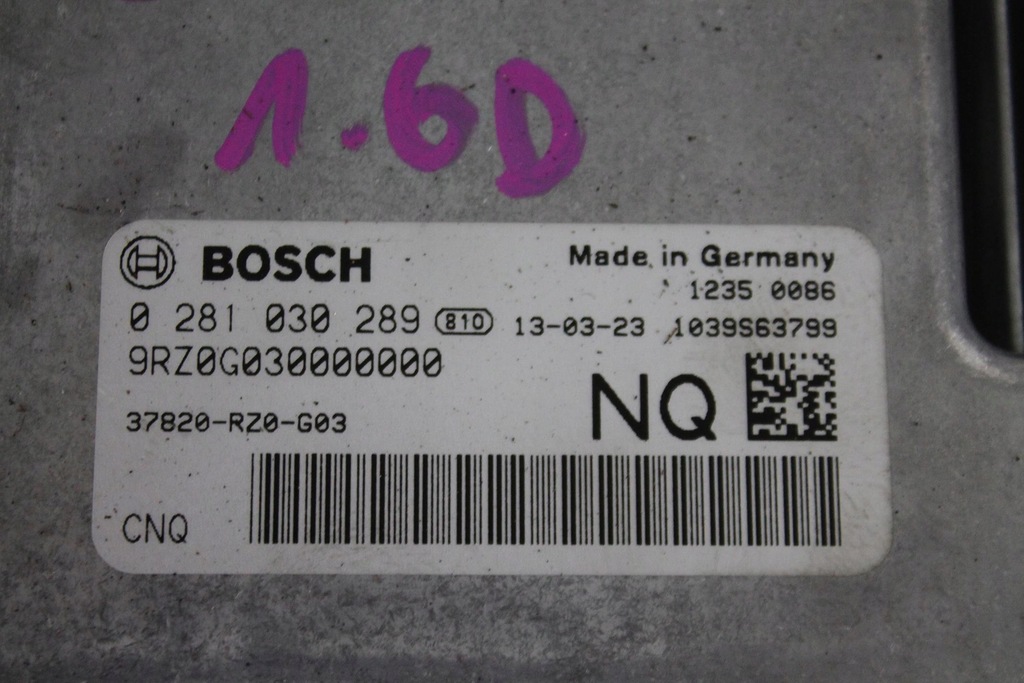 1.6D
BOSCH
Made in Germany
1235 0086
0 281 030 289 810 13-03-23 1039S63799
9RZ0G030000000
NQ
37820-RZ0-G03
CNQ